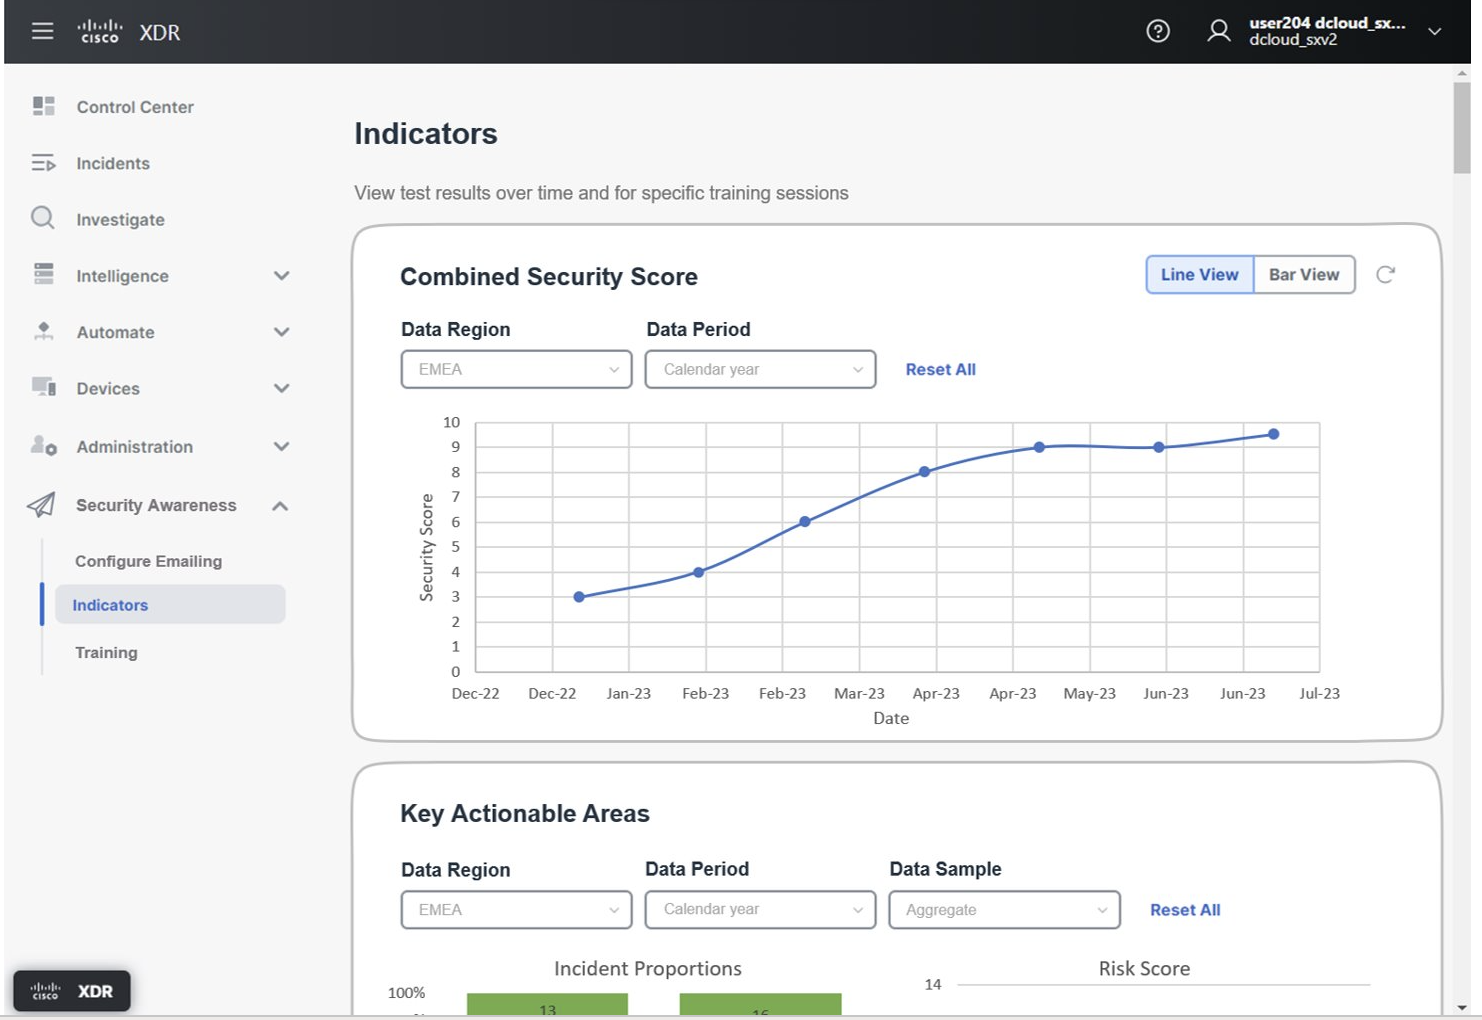 CISCO XDR
user204 dcloud_sx...
dcloud_sxv2
Control Center
Incidents
Investigate
Intelligence
Automate
Devices
Administration
Security Awareness
Configure Emailing
Indicators
Training
Indicators
View test results over time and for specific training sessions
Combined Security Score
Line View Bar View
Data Region Data Period
EMEA Calendar year Reset All
10
9
8
7
6
5
4
3
2
1
0
Security Score
Dec-22 Dec-22 Jan-23 Feb-23 Feb-23 Mar-23 Apr-23 Apr-23 May-23 Jun-23 Jun-23 Jul-23
Date
Key Actionable Areas
Data Region Data Period Data Sample
EMEA Calendar year Aggregate Reset All
Incident Proportions Risk Score
100% 14
13 16
CISCO XDR